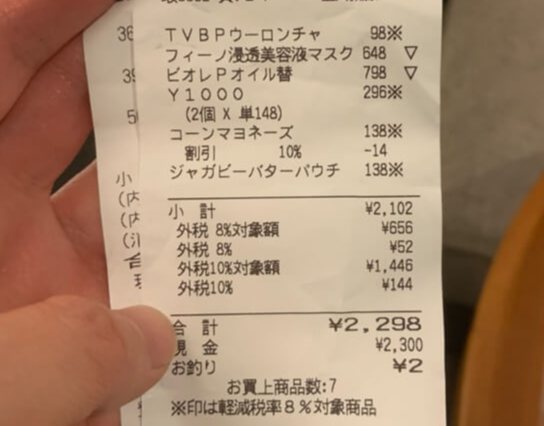 ＴＶＢＰウーロンチャ 98※
フィーノ浸透美容液マスク 648 ▽
ビオレＰオイル替 798 ▽
Ｙ１０００ 296※
(2個 X 単148)
コーンマヨネーズ 138※
割引 10% -14
ジャガビーバターパウチ 138※
小 計 ¥2,102
外税 8%対象額 ¥656
外税 8% ¥52
外税10%対象額 ¥1,446
外税10% ¥144
合 計 ¥2,298
現 金 ¥2,300
お釣り ¥2
お買上商品数:7
※印は軽減税率８％対象商品
36
39
小
(内
(内
合